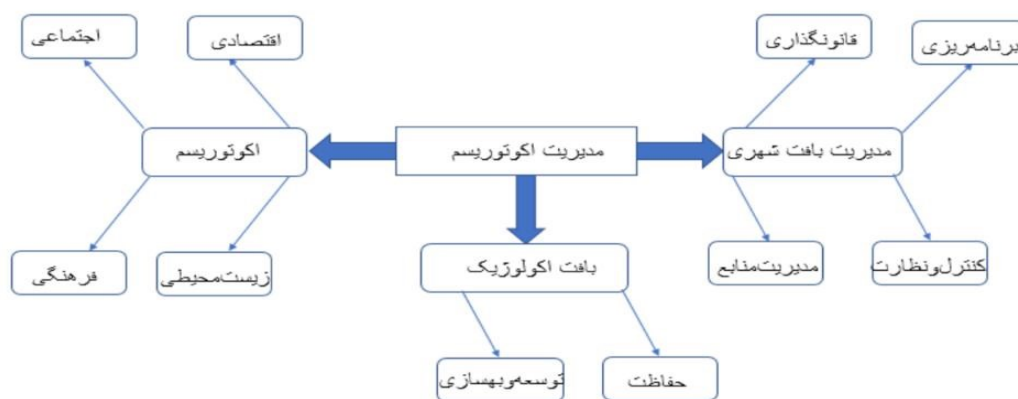 قانونگذاری
برنامه‌ریزی
اقتصادی
اجتماعی
مدیریت بافت شهری
مدیریت اکوتوریسم
اکوتوریسم
کنترل‌ونظارت
مدیریت‌منابع
بافت اکولوژیک
زیست‌محیطی
فرهنگی
حفاظت
توسعه‌وبهسازی